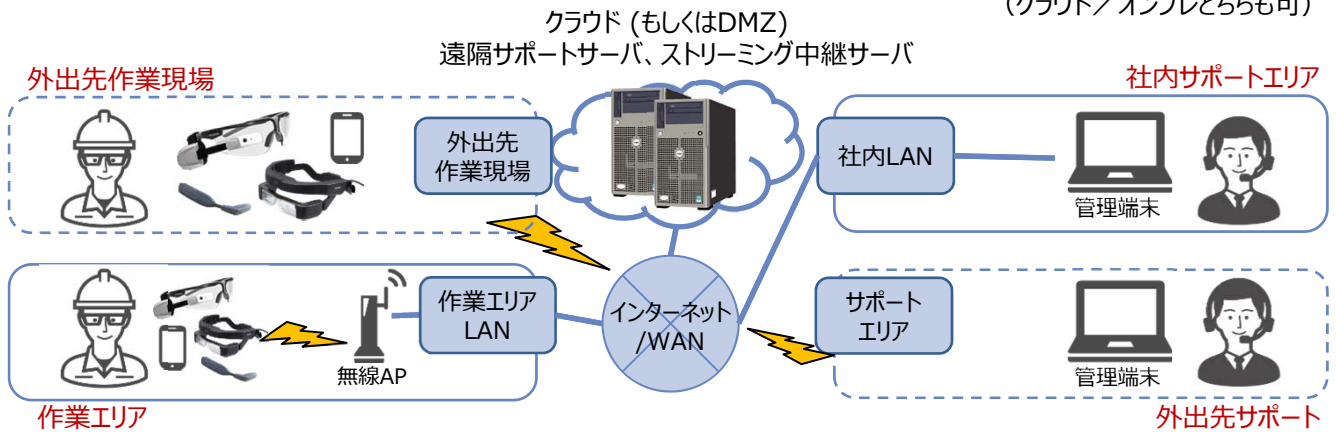 （クラウド／オンプレどちらも可）
クラウド (もしくはDMZ)
遠隔サポートサーバ、ストリーミング中継サーバ
外出先作業現場
社内サポートエリア
外出先
作業現場
社内LAN
管理端末
作業エリア
LAN
インターネット
/WAN
サポート
エリア
無線AP
管理端末
作業エリア
外出先サポート